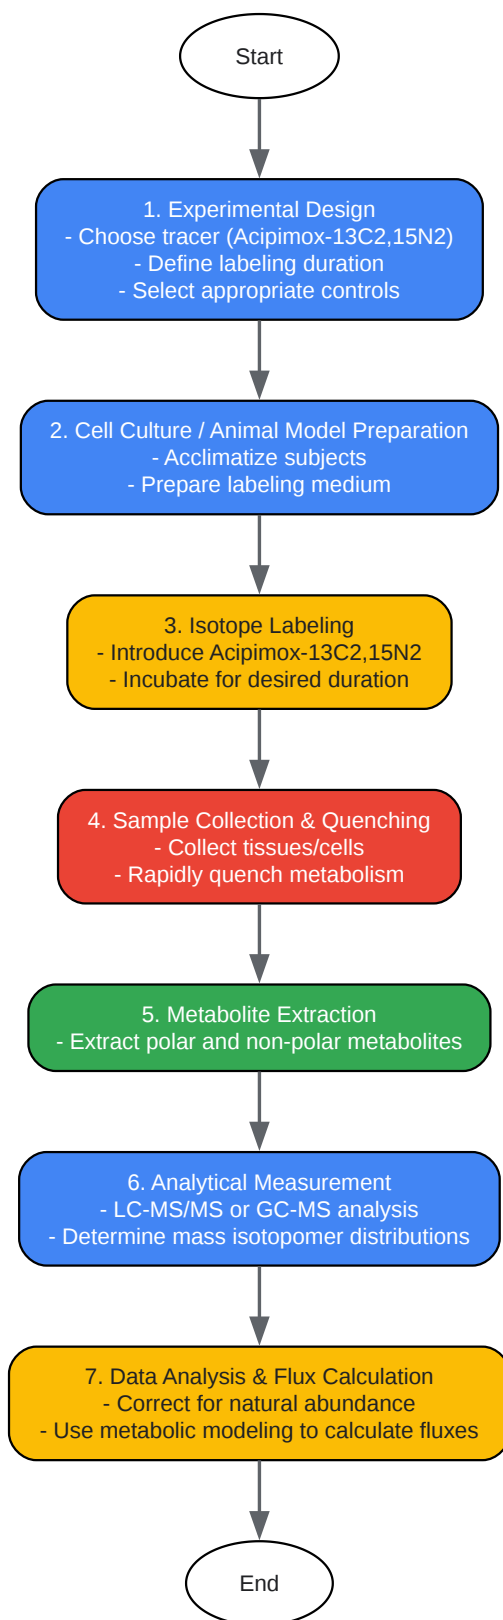 Start
1. Experimental Design
- Choose tracer (Acipimox-13C2,15N2)
- Define labeling duration
- Select appropriate controls
2. Cell Culture / Animal Model Preparation
- Acclimatize subjects
- Prepare labeling medium
3. Isotope Labeling
- Introduce Acipimox-13C2,15N2
- Incubate for desired duration
4. Sample Collection & Quenching
- Collect tissues/cells
- Rapidly quench metabolism
5. Metabolite Extraction
- Extract polar and non-polar metabolites
6. Analytical Measurement
- LC-MS/MS or GC-MS analysis
- Determine mass isotopomer distributions
7. Data Analysis & Flux Calculation
- Correct for natural abundance
- Use metabolic modeling to calculate fluxes
End